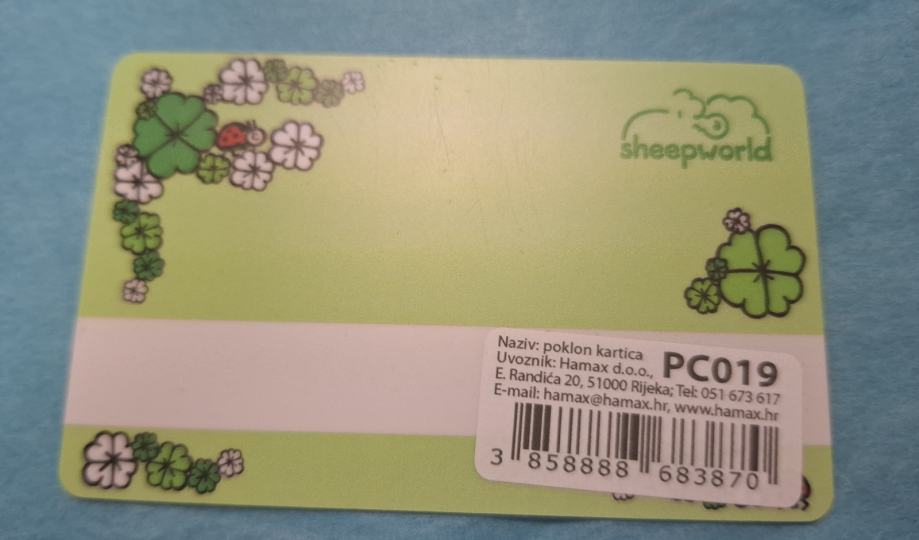 sheepworld
Naziv: poklon kartica
Uvoznik: Hamax d.o.o., PC019
E. Randića 20, 51000 Rijeka; Tel: 051 673 617
E-mail: hamax@hamax.hr, www.hamax.hr
3 858888 683870